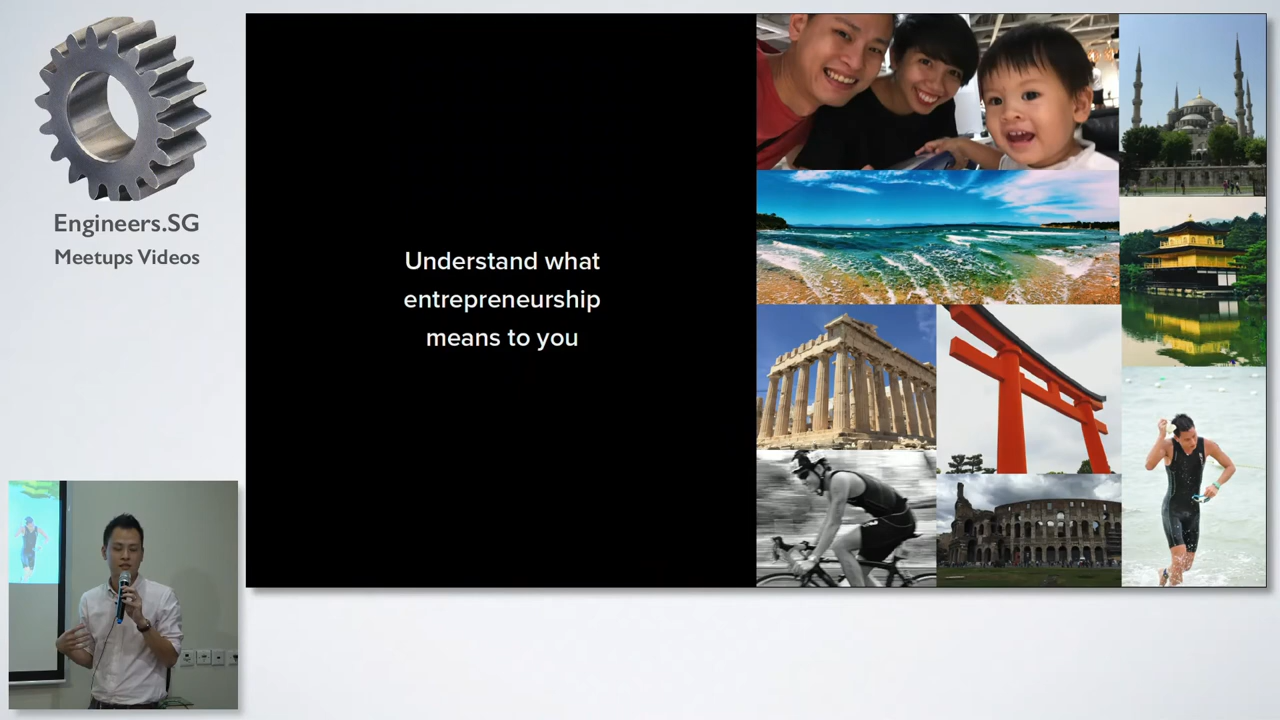 Engineers.SG
Meetups Videos
Understand what
entrepreneurship
means to you